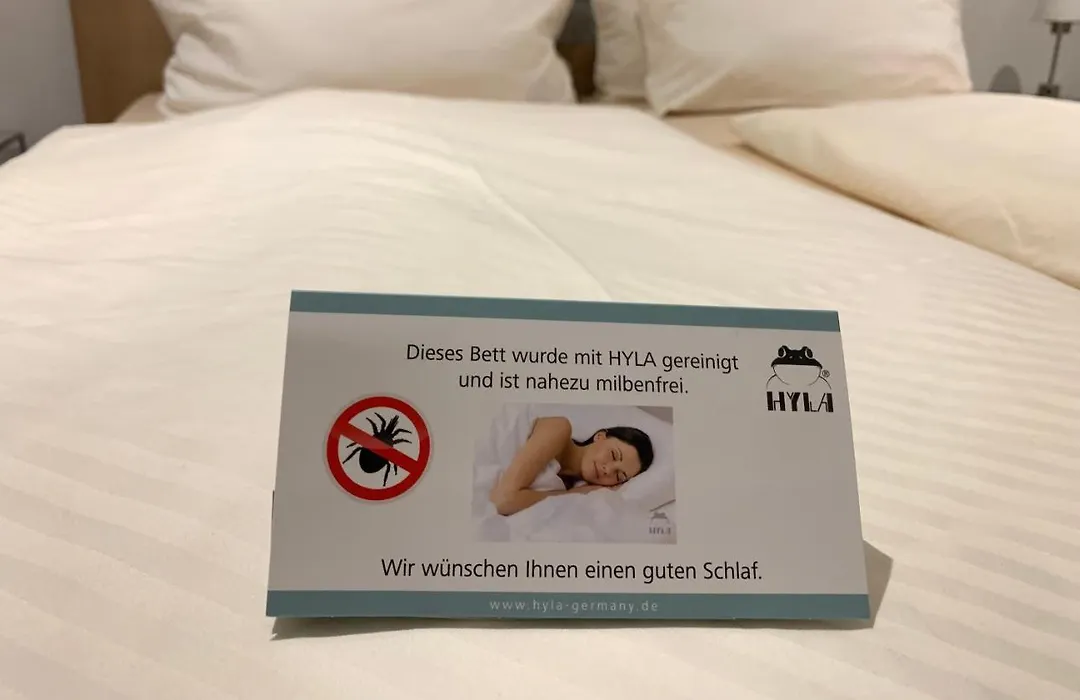 Dieses Bett wurde mit HYLA gereinigt
und ist nahezu milbenfrei.
® HYLA
HYLA
Wir wünschen Ihnen einen guten Schlaf.
www.hyla-germany.de